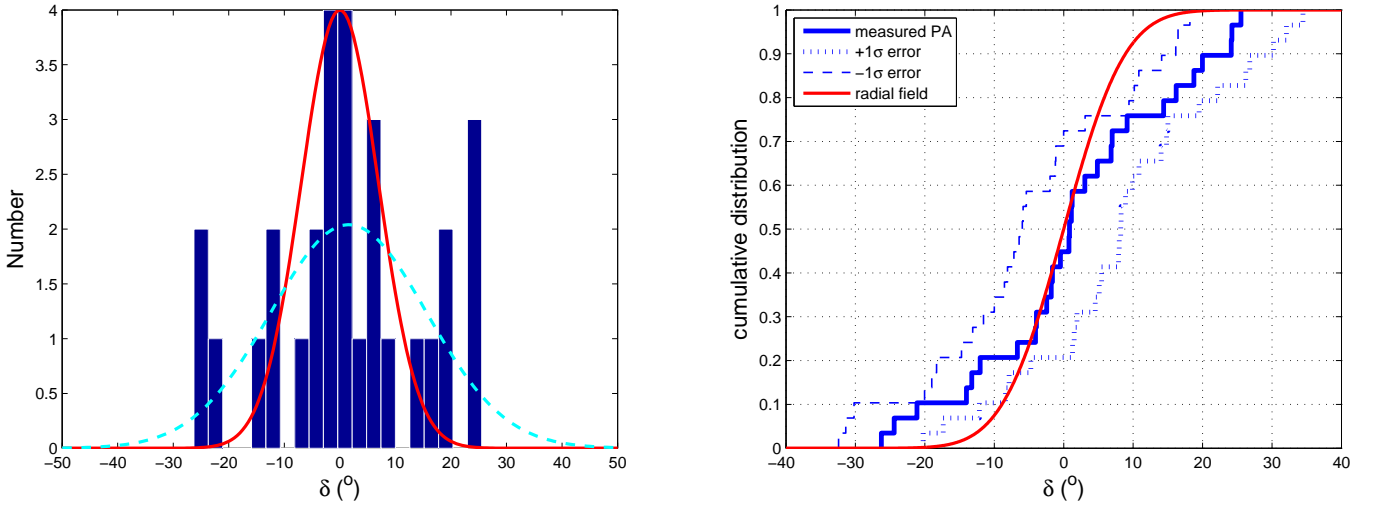 4
3.5
3
2.5
2
1.5
1
0.5
0
Number
−50 −40 −30 −20 −10 0 10 20 30 40 50
δ (o)
1
0.9
0.8
0.7
0.6
0.5
0.4
0.3
0.2
0.1
0
cumulative distribution
measured PA
+1σ error
−1σ error
radial field
−40 −30 −20 −10 0 10 20 30 40
δ (o)